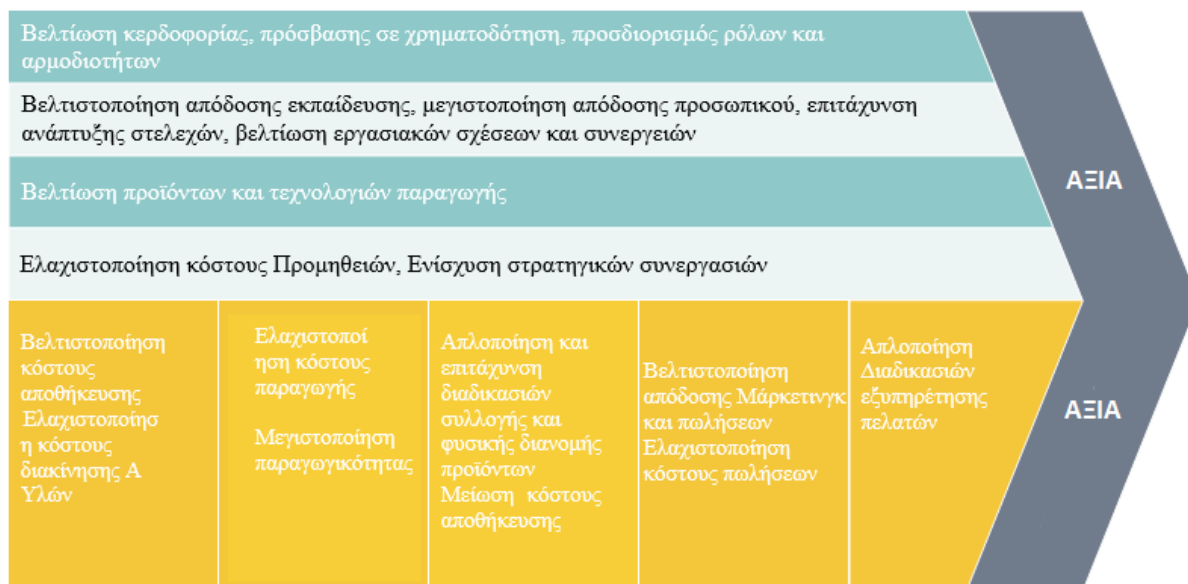 Βελτίωση κερδοφορίας, πρόσβασης σε χρηματοδότηση, προσδιορισμός ρόλων και
αρμοδιοτήτων
Βελτιστοποίηση απόδοσης εκπαίδευσης, μεγιστοποίηση απόδοσης προσωπικού, επιτάχυνση
ανάπτυξης στελεχών, βελτίωση εργασιακών σχέσεων και συνεργειών
Βελτίωση προϊόντων και τεχνολογιών παραγωγής
ΑΞΙΑ
Ελαχιστοποίηση κόστους Προμηθειών, Ενίσχυση στρατηγικών συνεργασιών
Βελτιστοποίηση
κόστους
αποθήκευσης
Ελαχιστοποίησ
η κόστους
διακίνησης Α
Υλών
Ελαχιστοποί
ηση κόστους
παραγωγής
Μεγιστοποίηση
παραγωγικότητας
Απλοποίηση και
επιτάχυνση
διαδικασιών
συλλογής και
φυσικής διανομής
προϊόντων
Μείωση κόστους
αποθήκευσης
Βελτιστοποίηση
απόδοσης Μάρκετινγκ
και πωλήσεων
Ελαχιστοποίηση
κόστους πωλήσεων
Απλοποίηση
Διαδικασιών
εξυπηρέτησης
πελατών
ΑΞΙΑ